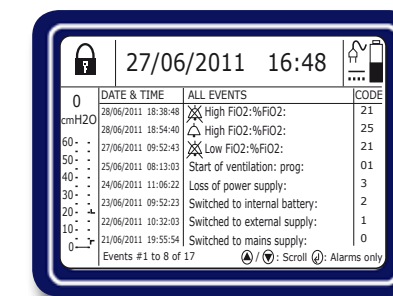 27/06/2011 16:48
0
cmH2O
60
50
40
30
20
10
0
DATE & TIME ALL EVENTS CODE
28/06/2011 18:38:48 High FiO2:%FiO2: 21
28/06/2011 18:54:40 High FiO2:%FiO2: 25
27/06/2011 09:52:43 Low FiO2:%FiO2: 21
25/06/2011 08:13:03 Start of ventilation: prog: 01
24/06/2011 11:06:22 Loss of power supply: 3
23/06/2011 09:52:23 Switched to internal battery: 2
22/06/2011 10:32:03 Switched to external supply: 1
21/06/2011 19:55:54 Switched to mains supply: 0
Events #1 to 8 of 17 / : Scroll : Alarms only